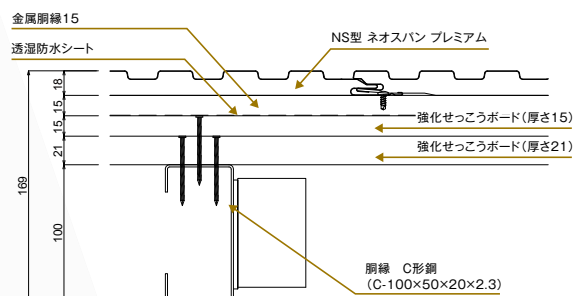 金属胴縁15
NS型 ネオスパン プレミアム
透湿防水シート
18
15
強化せっこうボード(厚さ15)
15
強化せっこうボード(厚さ21)
21
169
100
胴縁 C形鋼
(C-100×50×20×2.3)